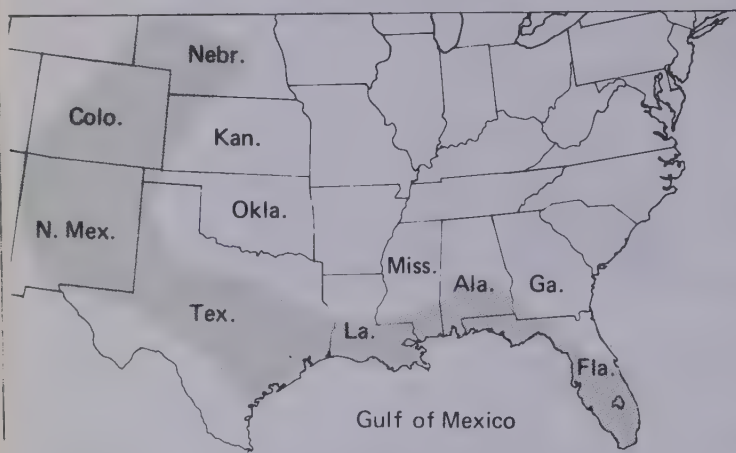 Nebr.
Colo.
Kan.
Okla.
N. Mex.
Miss.
Ala.
Ga.
Tex.
La.
Fla.
Gulf of Mexico